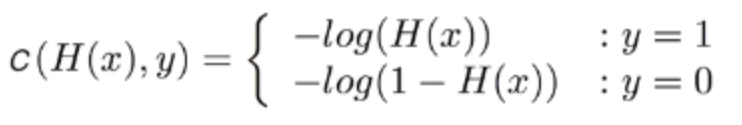 c(H(x), y) = { −log(H(x)) : y = 1
−log(1 − H(x)) : y = 0